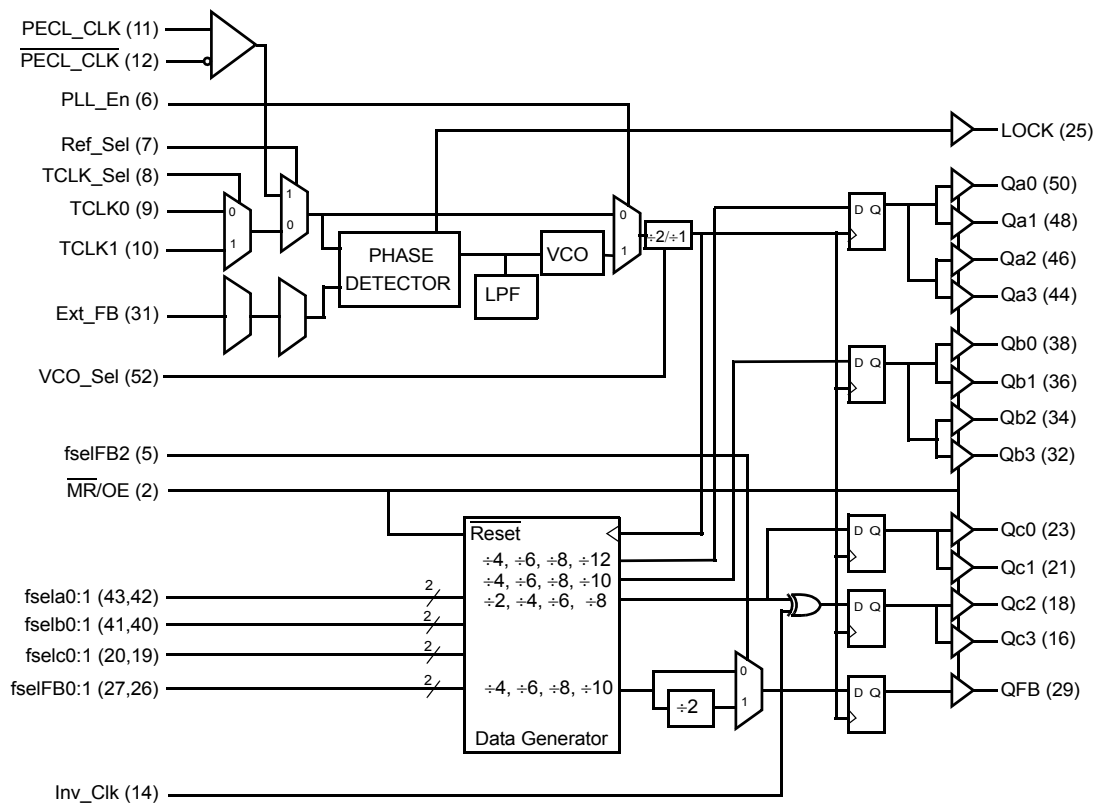 PECL_CLK (11)
PECL_CLK (12)
PLL_En (6)
Ref_Sel (7)
TCLK_Sel (8)
TCLK0 (9)
TCLK1 (10)
Ext_FB (31)
VCO_Sel (52)
fselFB2 (5)
MR/OE (2)
fsela0:1 (43,42)
fselb0:1 (41,40)
fselc0:1 (20,19)
fselFB0:1 (27,26)
Inv_Clk (14)
2
2
2
2
0
1
1
0
PHASE
DETECTOR
LPF
VCO
0
1
÷2/÷1
Reset
÷4, ÷6, ÷8, ÷12
÷4, ÷6, ÷8, ÷10
÷2, ÷4, ÷6, ÷8
÷4, ÷6, ÷8, ÷10
Data Generator
÷2
0
1
D Q
D Q
D Q
D Q
D Q
LOCK (25)
Qa0 (50)
Qa1 (48)
Qa2 (46)
Qa3 (44)
Qb0 (38)
Qb1 (36)
Qb2 (34)
Qb3 (32)
Qc0 (23)
Qc1 (21)
Qc2 (18)
Qc3 (16)
QFB (29)